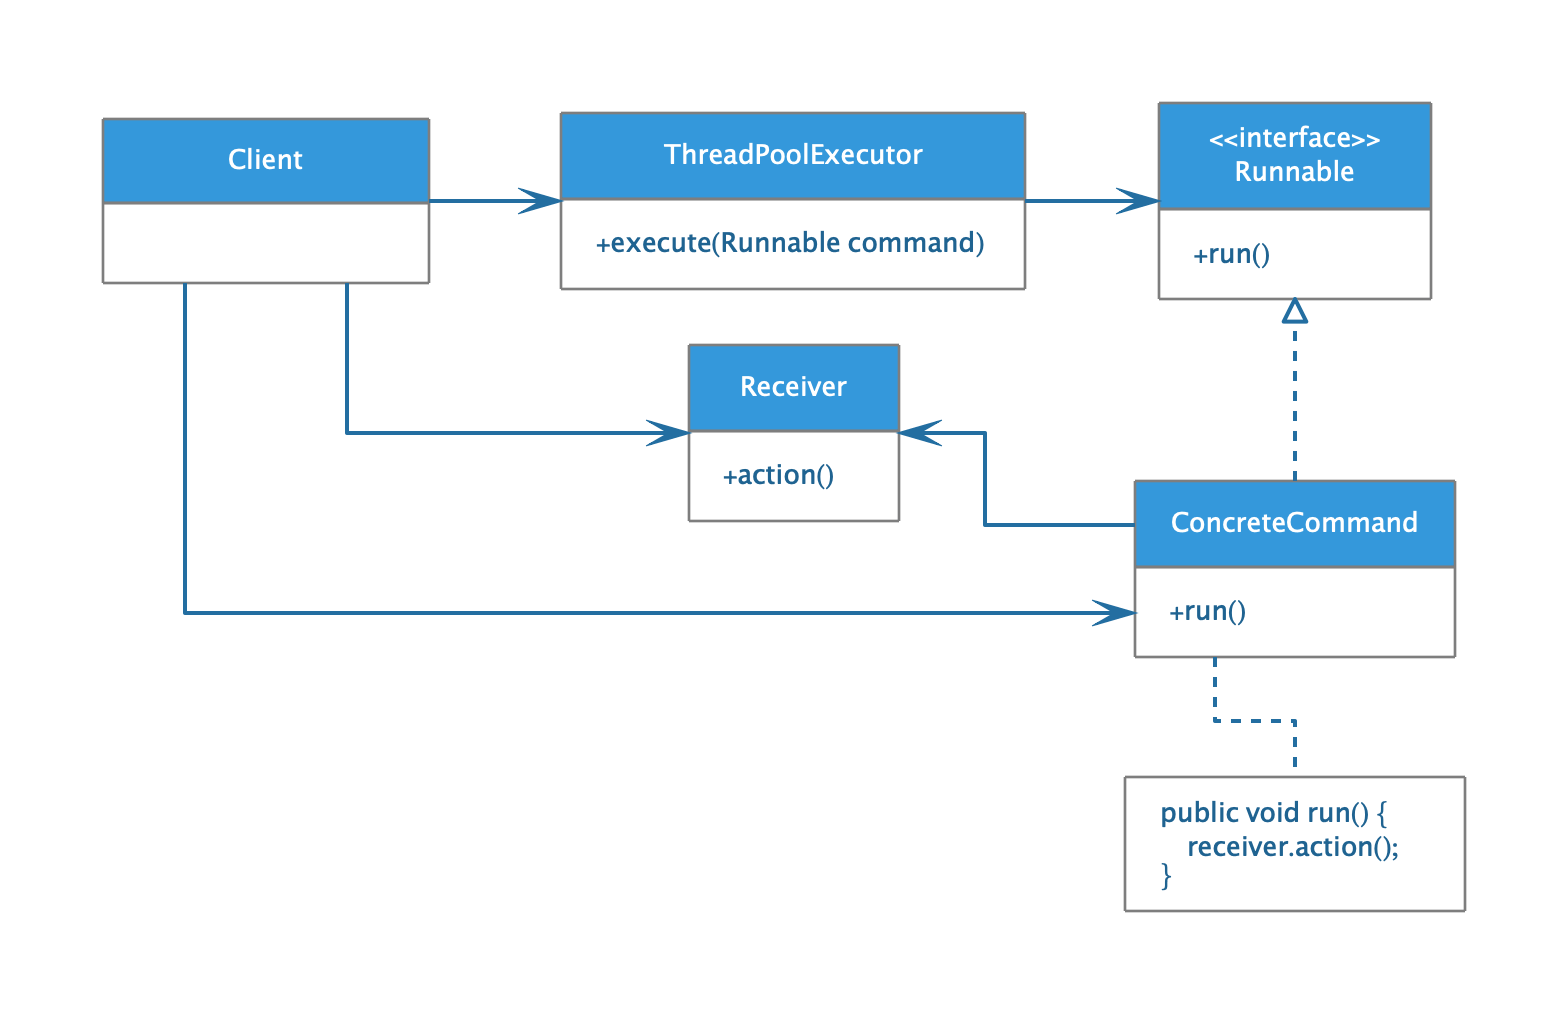 Client
ThreadPoolExecutor
+execute(Runnable command)
<<interface>>
Runnable
+run()
Receiver
+action()
ConcreteCommand
+run()
public void run() {
receiver.action();
}